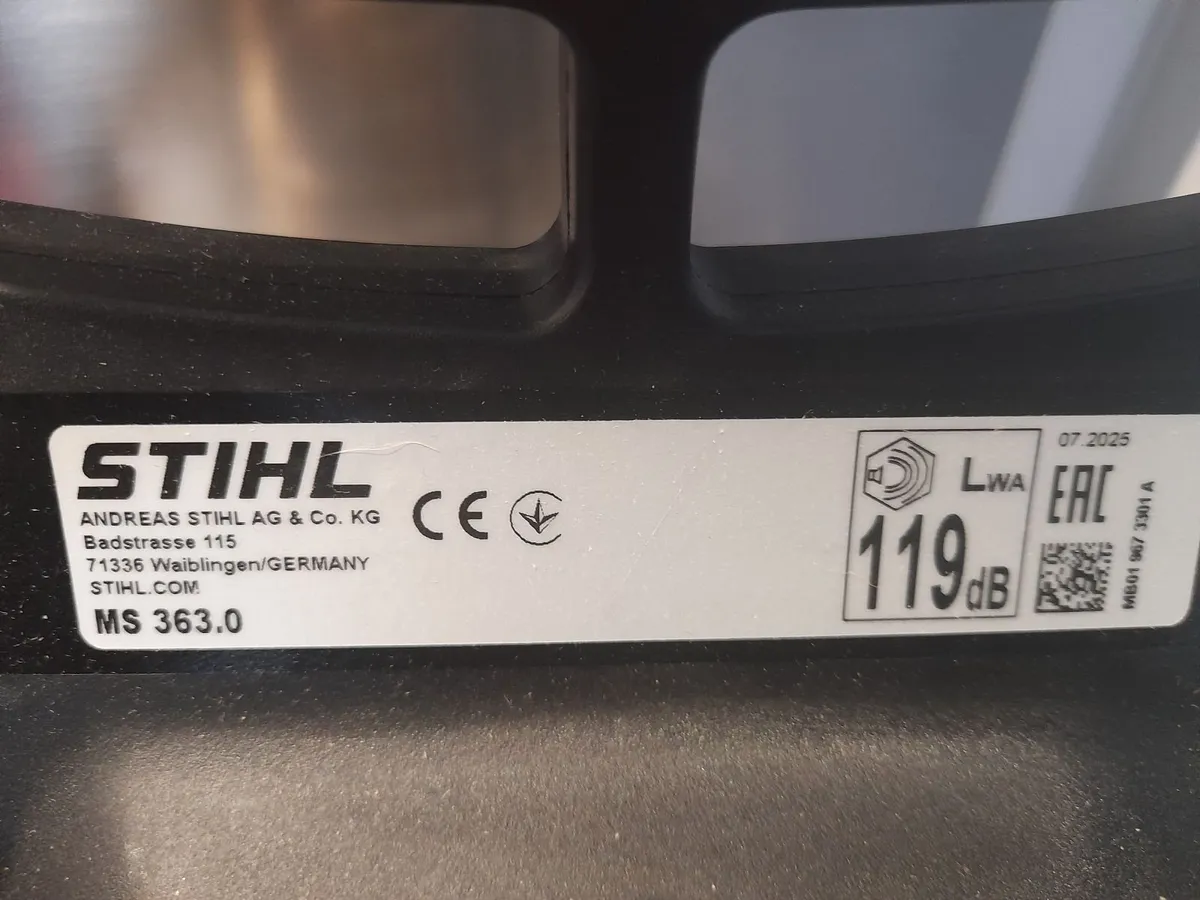 STIHL
ANDREAS STIHL AG & Co. KG
Badstrasse 115
71336 Waiblingen/GERMANY
STIHL.COM
MS 363.0
CE
LWA
119dB
07.2025
EAC
MB01 967 3301 A